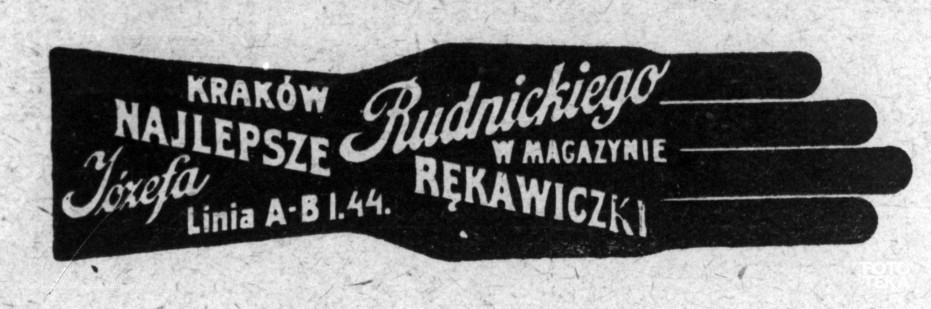 KRAKÓW
NAJLEPSZE
Józefa Rudnickiego
W MAGAZYNIE
RĘKAWICZKI
Linia A-B l. 44.
FOTO
TEKA